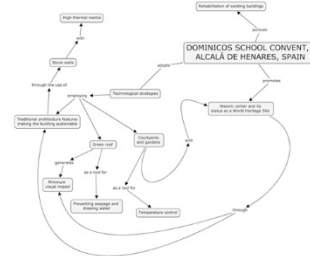 Rehabilitation of existing buildings
High thermal inertia
pursues
with
DOMINICOS SCHOOL CONVENT,
ALCALÁ DE HENARES, SPAIN
Stone walls
adopts
promotes
through the use of
Technological strategies
employing
Historic center and its
status as a World Heritage Site
Traditional architecture features
making the building sustainable
Green roof
Courtyards
and gardens
with
generates
as a roof for
Minimum
visual impact
as a tool for
Preventing seepage and
draining water
Temperature control
through